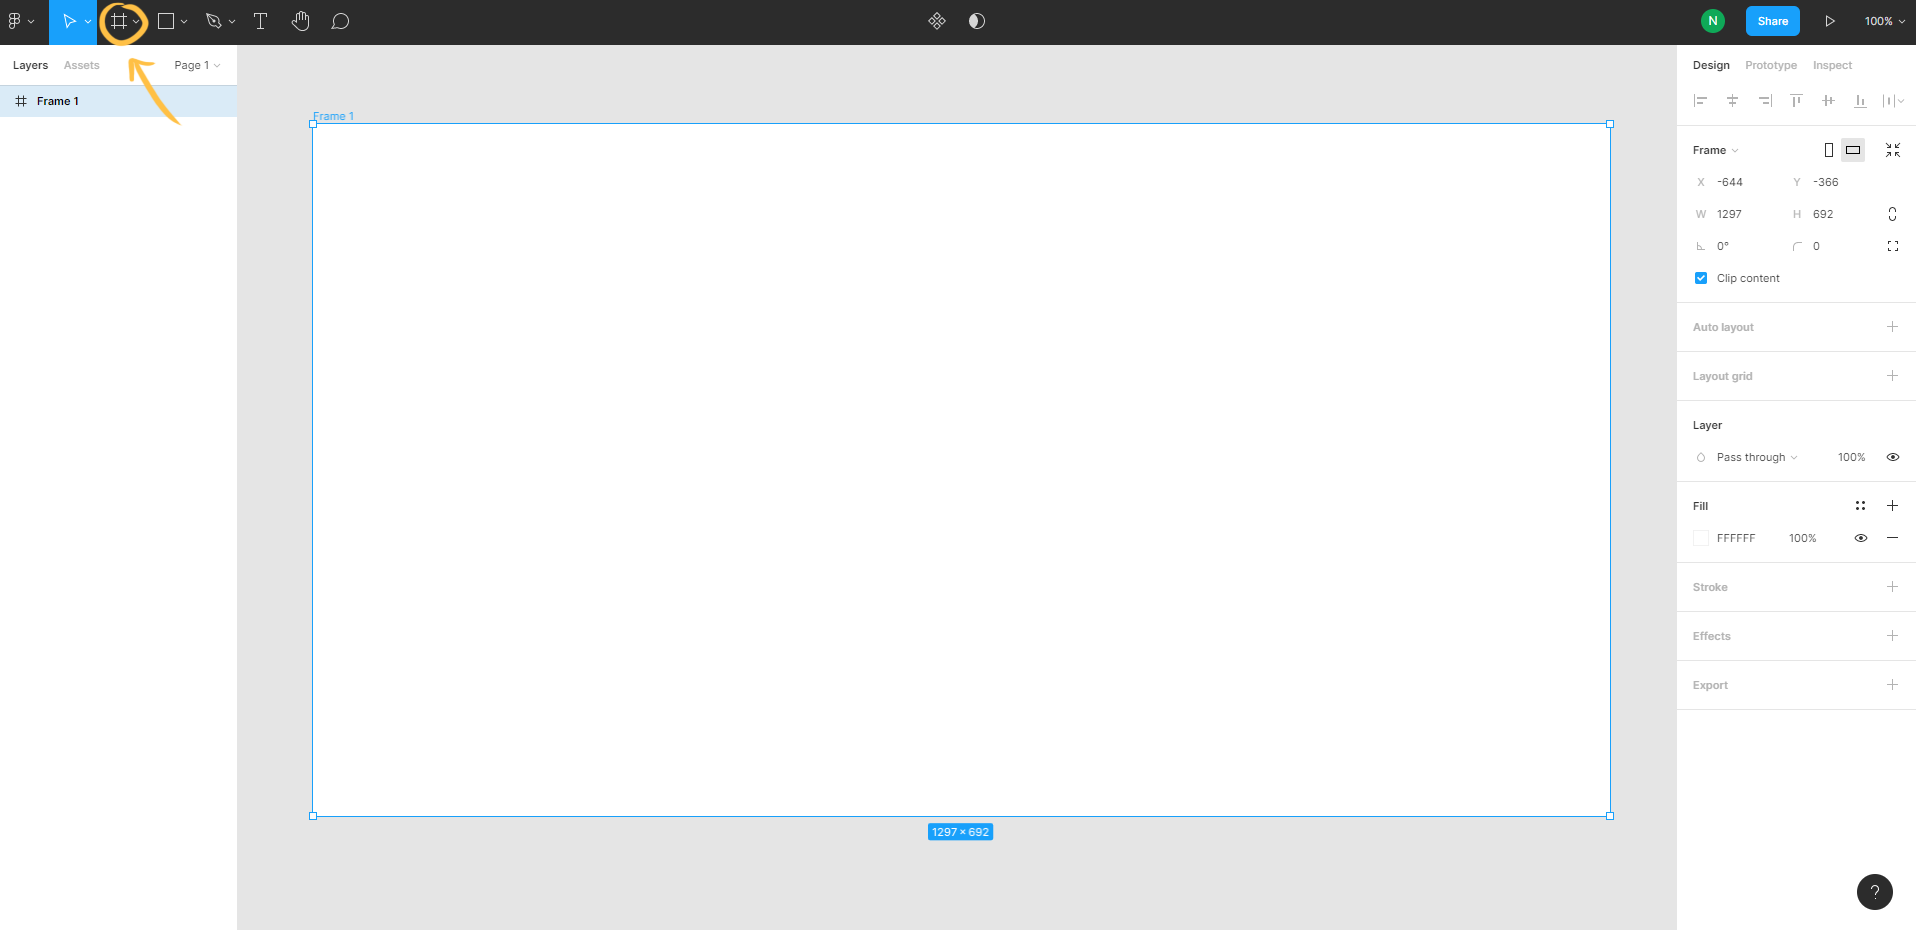 N
Share
100%
Layers
Assets
Page 1
Frame 1
Frame 1
1297 × 692
Design
Prototype
Inspect
Frame
X -644
Y -366
W 1297
H 692
0°
0
Clip content
Auto layout
Layout grid
Layer
Pass through
100%
Fill
FFFFFF
100%
Stroke
Effects
Export
?